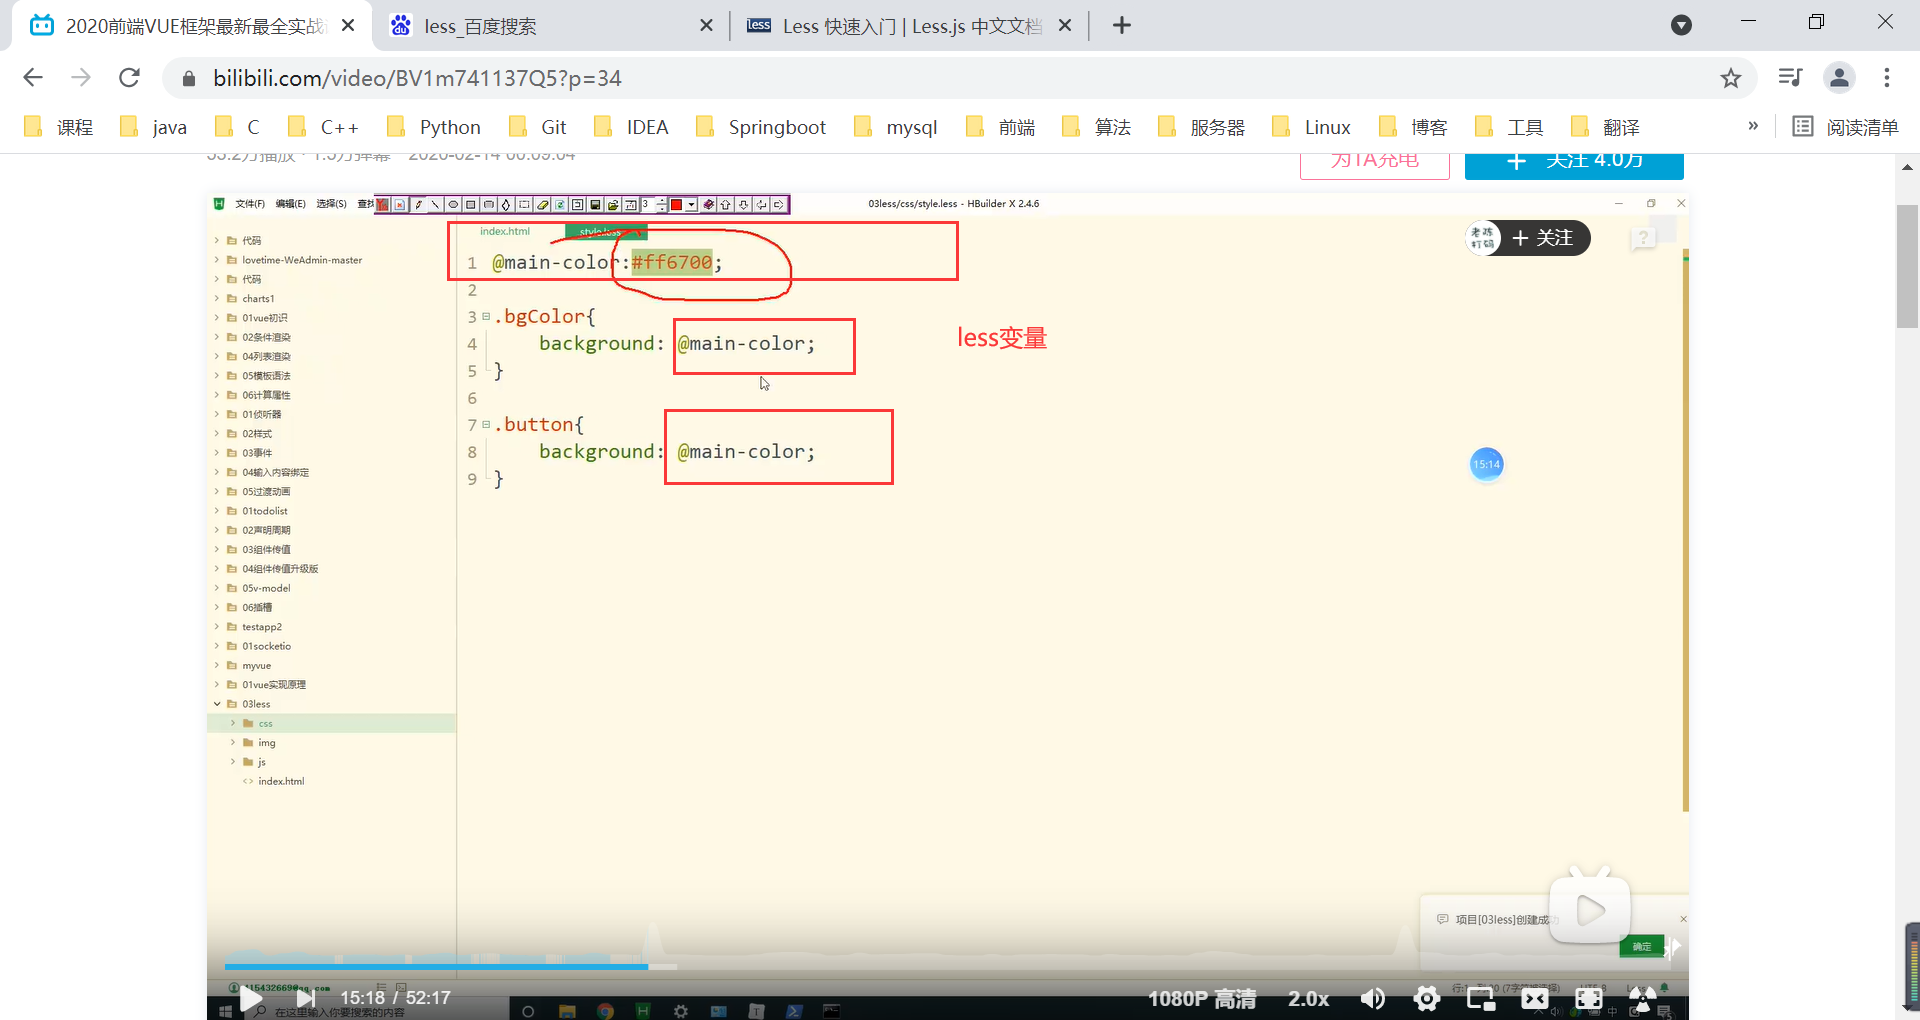 2020前端VUE框架最新最全实战
less_百度搜索
less Less 快速入门 | Less.js 中文文档
bilibili.com/video/BV1m741137Q5?p=34
课程 java C C++ Python Git IDEA Springboot mysql 前端 算法 服务器 Linux 博客 工具 翻译 » 阅读清单
为TA充电 + 关注 4.0万
文件(F) 编辑(E) 选择(S) 查找 3 03less/css/style.less - HBuilder X 2.4.6
index.html style.less
老陈打码 + 关注
1 @main-color:#ff6700;
2
3 .bgColor{
4 background: @main-color;
5 }
6
7 .button{
8 background: @main-color;
9 }
less变量
15:14
代码
lovetime-WeAdmin-master
代码
charts1
01vue初识
02条件渲染
04列表渲染
05模板语法
06计算属性
01侦听器
02样式
03事件
04输入内容绑定
05过渡动画
01todolist
02声明周期
03组件传值
04组件传值升级版
05v-model
06插槽
testapp2
01socketio
myvue
01vue实现原理
03less
css
img
js
index.html
项目[03less]创建成功
确定
15:18 / 52:17
1080P 高清 2.0x
在这里输入你要搜索的内容